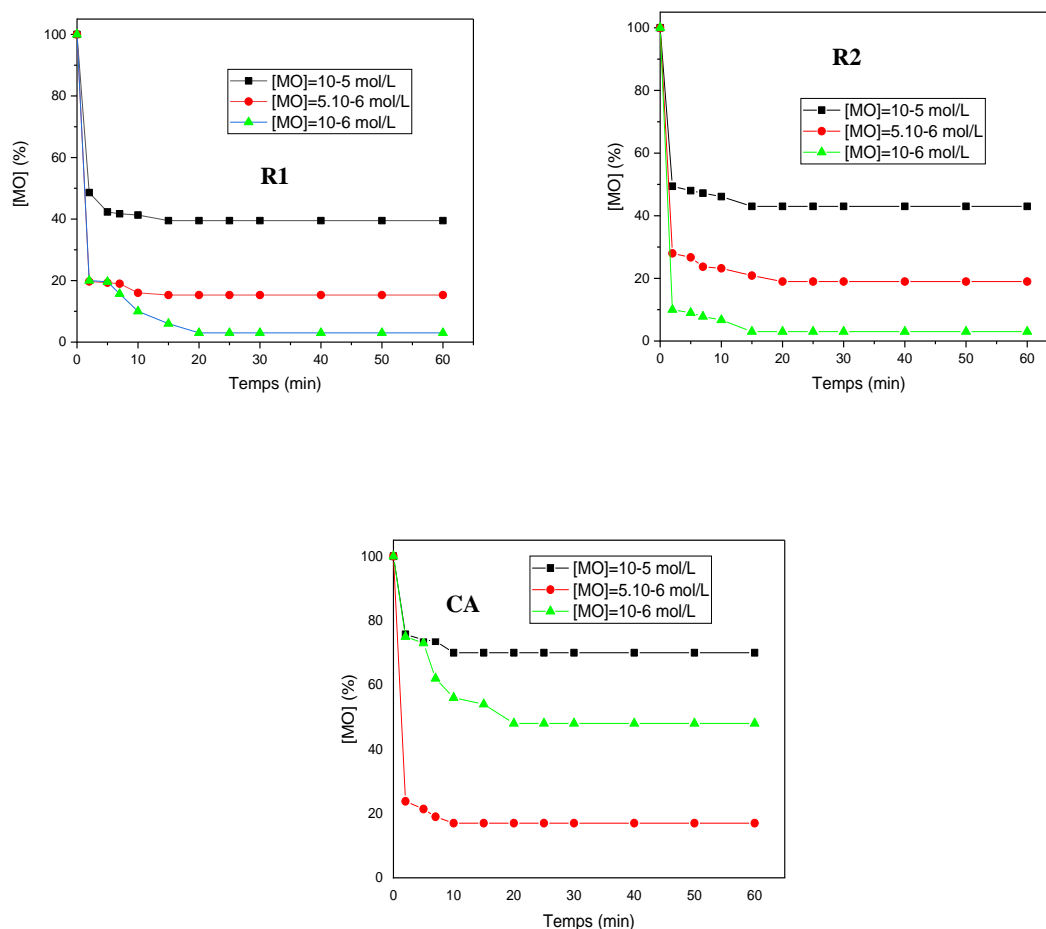 100
80
60
40
20
0
[MO] (%)
[MO]=10-5 mol/L
[MO]=5.10-6 mol/L
[MO]=10-6 mol/L
R1
0 10 20 30 40 50 60
Temps (min)
100
80
60
40
20
0
[MO] (%)
R2
[MO]=10-5 mol/L
[MO]=5.10-6 mol/L
[MO]=10-6 mol/L
0 10 20 30 40 50 60
Temps (min)
100
80
60
40
20
0
[MO] (%)
[MO]=10-5 mol/L
[MO]=5.10-6 mol/L
[MO]=10-6 mol/L
CA
0 10 20 30 40 50 60
Temps (min)